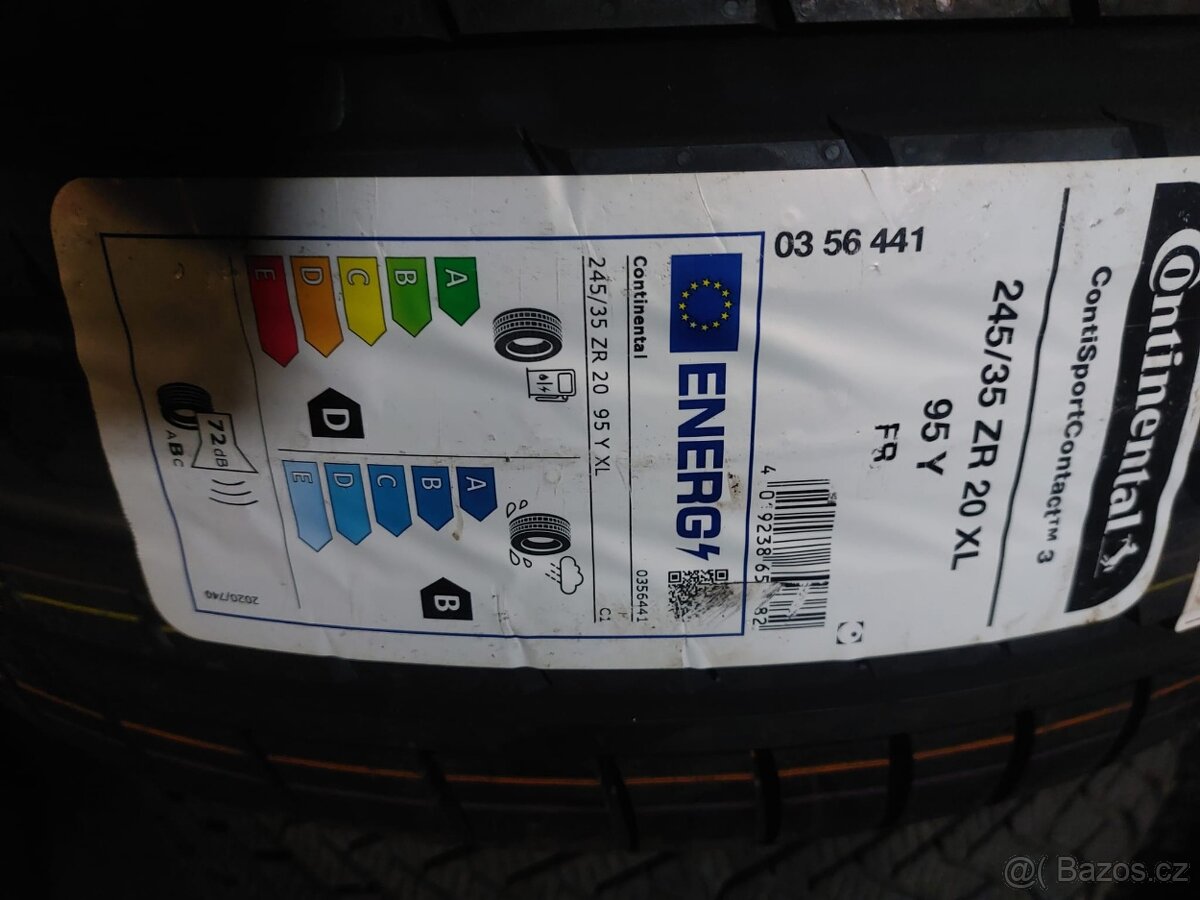 Continental
ContiSportContact™ 3
245/35 ZR 20 XL
95 Y
FR
03 56 441
ENERG
Continental
0356441
245/35 ZR 20 95 Y XL
C1
A
B
C
D
E
D
A
B
C
D
E
B
72dB
ABC
2020/740
@( Bazos.cz